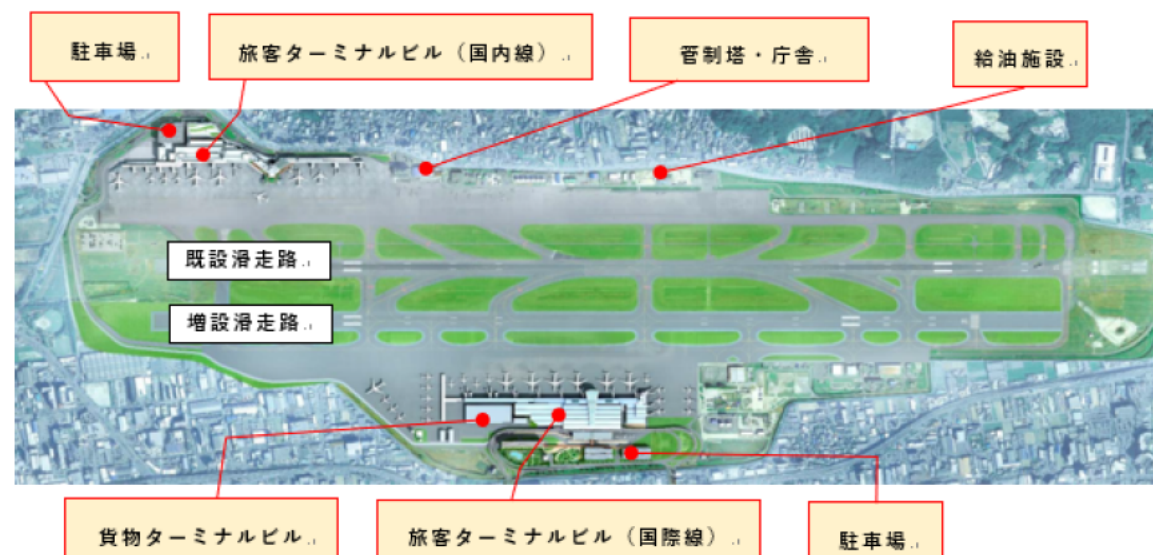 駐車場
旅客ターミナルビル（国内線）
管制塔・庁舎
給油施設
既設滑走路
増設滑走路
貨物ターミナルビル
旅客ターミナルビル（国際線）
駐車場